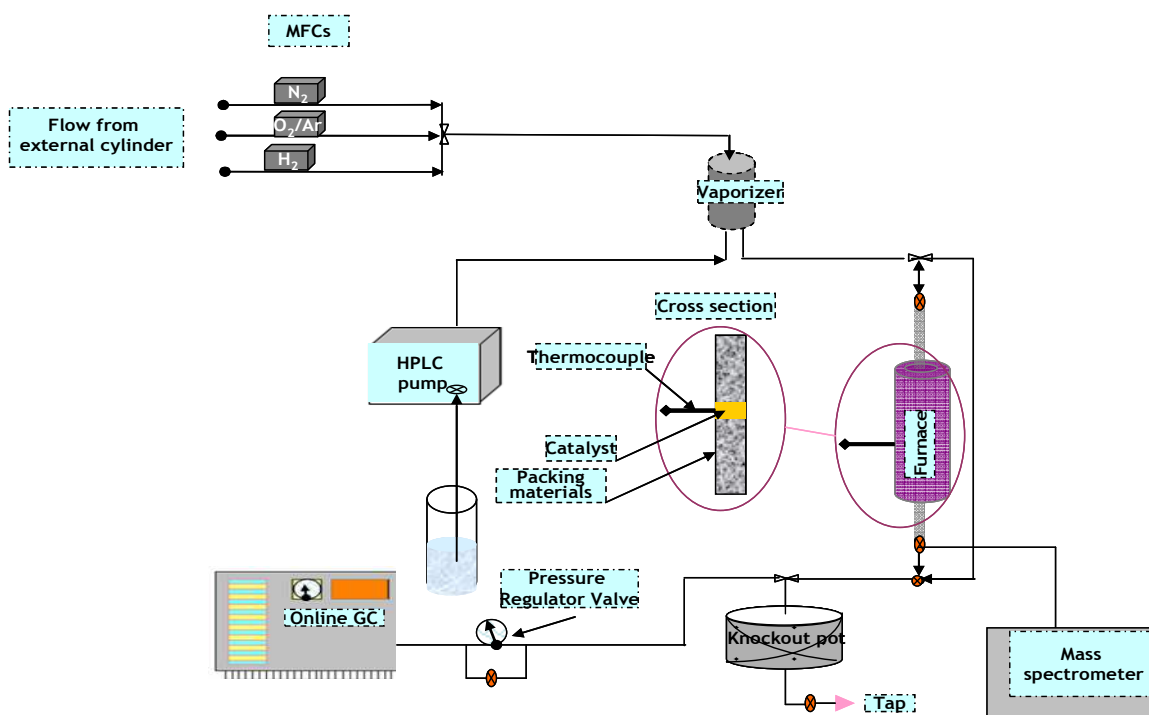 MFCs
N2
O2/Ar
H2
Flow from
external cylinder
Vaporizer
Cross section
Thermocouple
HPLC
pump
Furnace
Catalyst
Packing
materials
Pressure
Regulator Valve
Online GC
Knockout pot
Mass
spectrometer
Tap